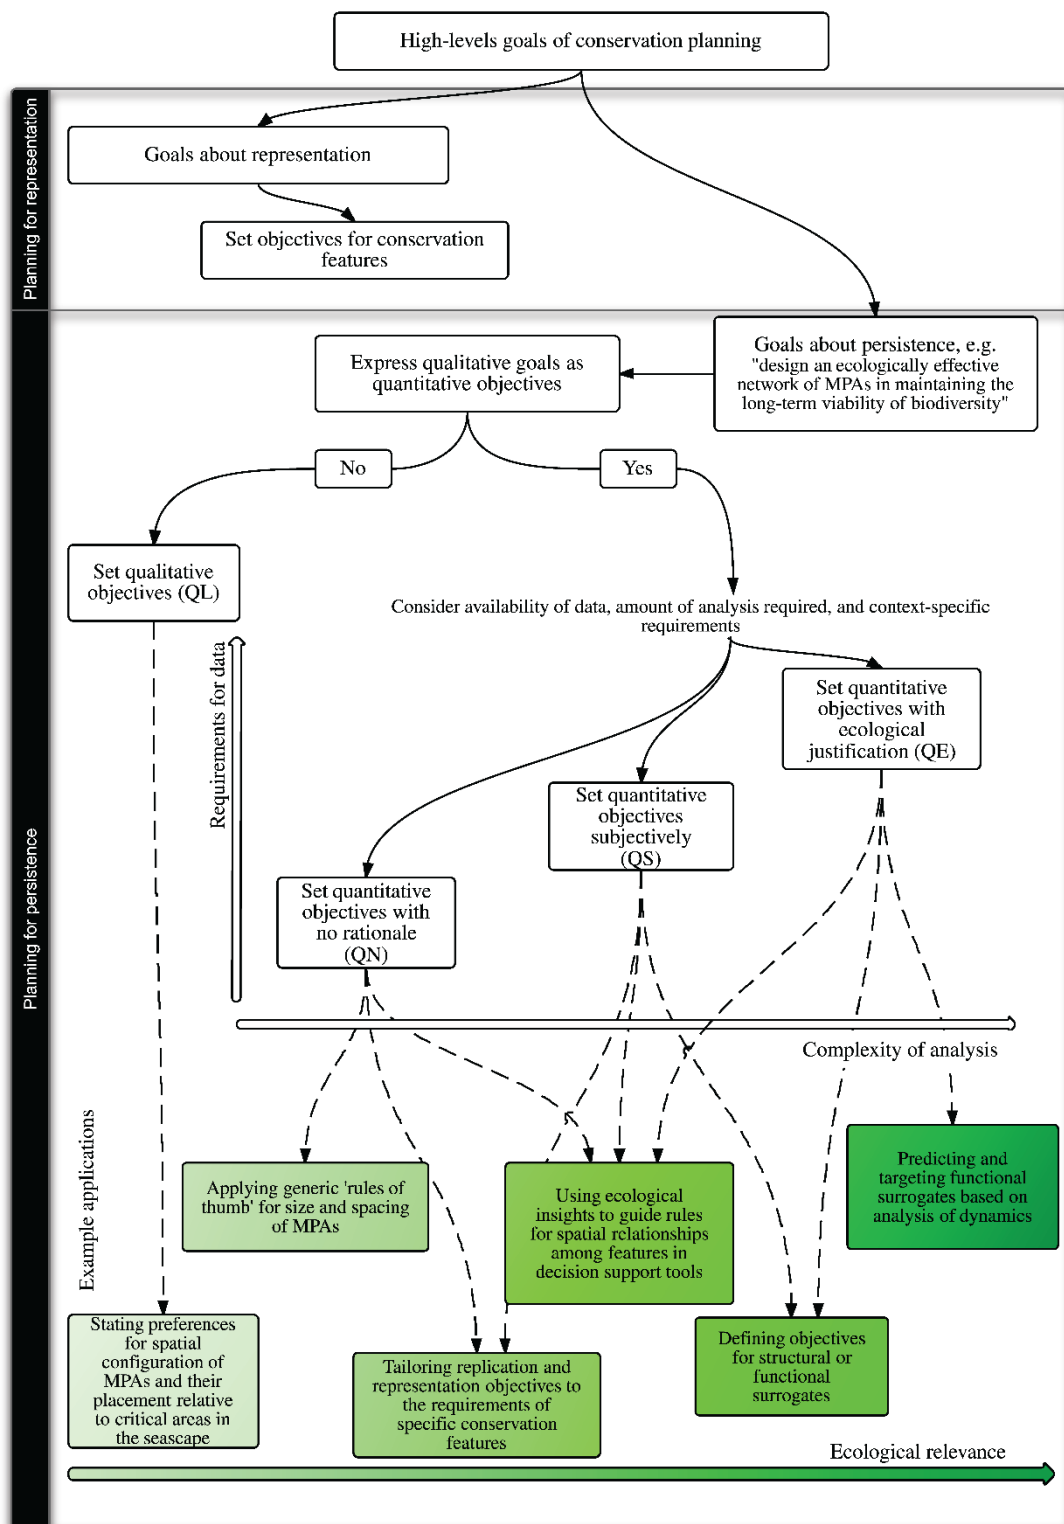 High-levels goals of conservation planning
Planning for representation
Goals about representation
Set objectives for conservation
features
Planning for persistence
Goals about persistence, e.g.
"design an ecologically effective
network of MPAs in maintaining the
long-term viability of biodiversity"
Express qualitative goals as
quantitative objectives
No
Yes
Set qualitative
objectives (QL)
Consider availability of data, amount of analysis required, and context-specific
requirements
Requirements for data
Set quantitative
objectives with
ecological
justification (QE)
Set quantitative
objectives
subjectively
(QS)
Set quantitative
objectives with
no rationale
(QN)
Complexity of analysis
Example applications
Applying generic 'rules of
thumb' for size and spacing
of MPAs
Using ecological
insights to guide rules
for spatial relationships
among features in
decision support tools
Predicting and
targeting functional
surrogates based on
analysis of dynamics
Stating preferences
for spatial
configuration of
MPAs and their
placement relative
to critical areas in
the seascape
Tailoring replication and
representation objectives to
the requirements of
specific conservation
features
Defining objectives
for structural or
functional
surrogates
Ecological relevance